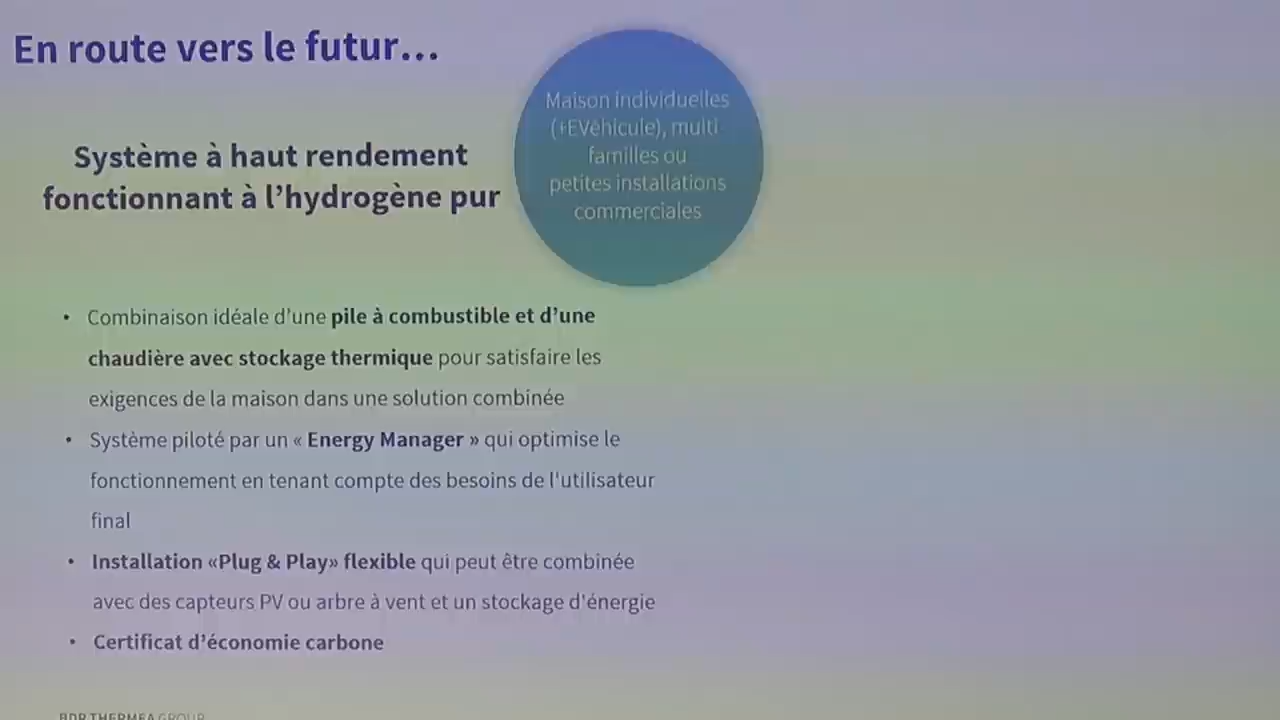 En route vers le futur...
Système à haut rendement
fonctionnant à l'hydrogène pur
Maison individuelles
(+EVéhicule), multi
familles ou
petites installations
commerciales
• Combinaison idéale d'une pile à combustible et d'une
chaudière avec stockage thermique pour satisfaire les
exigences de la maison dans une solution combinée
• Système piloté par un « Energy Manager » qui optimise le
fonctionnement en tenant compte des besoins de l'utilisateur
final
• Installation «Plug & Play» flexible qui peut être combinée
avec des capteurs PV ou arbre à vent et un stockage d'énergie
• Certificat d'économie carbone
BDR THERMEA GROUP